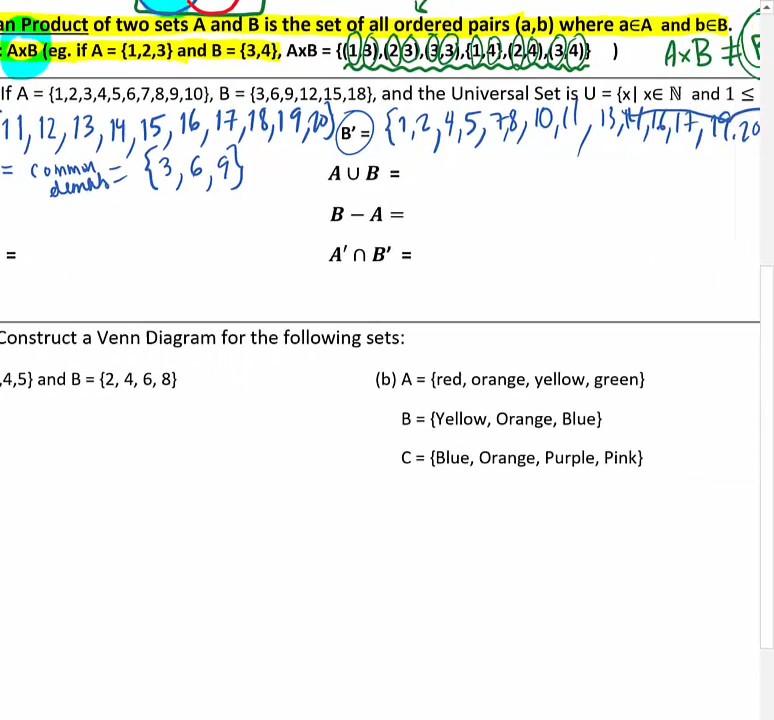 an Product of two sets A and B is the set of all ordered pairs (a,b) where a∈A and b∈B.
: AxB (eg. if A = {1,2,3} and B = {3,4}, AxB = {(1,3),(2,3),(3,3),{1,4},(2,4),(3,4)} ) A×B ≠
If A = {1,2,3,4,5,6,7,8,9,10}, B = {3,6,9,12,15,18}, and the Universal Set is U = {x| x∈ ℕ and 1 ≤
11, 12, 13, 14, 15, 16, 17, 18, 19, 20} B' = {1, 2, 4, 5, 7, 8, 10, 11, 13, 14, 16, 17, 19, 20
= common = {3, 6, 9} A ∪ B =
B − A =
= A' ∩ B' =
Construct a Venn Diagram for the following sets:
,4,5} and B = {2, 4, 6, 8} (b) A = {red, orange, yellow, green}
B = {Yellow, Orange, Blue}
C = {Blue, Orange, Purple, Pink}